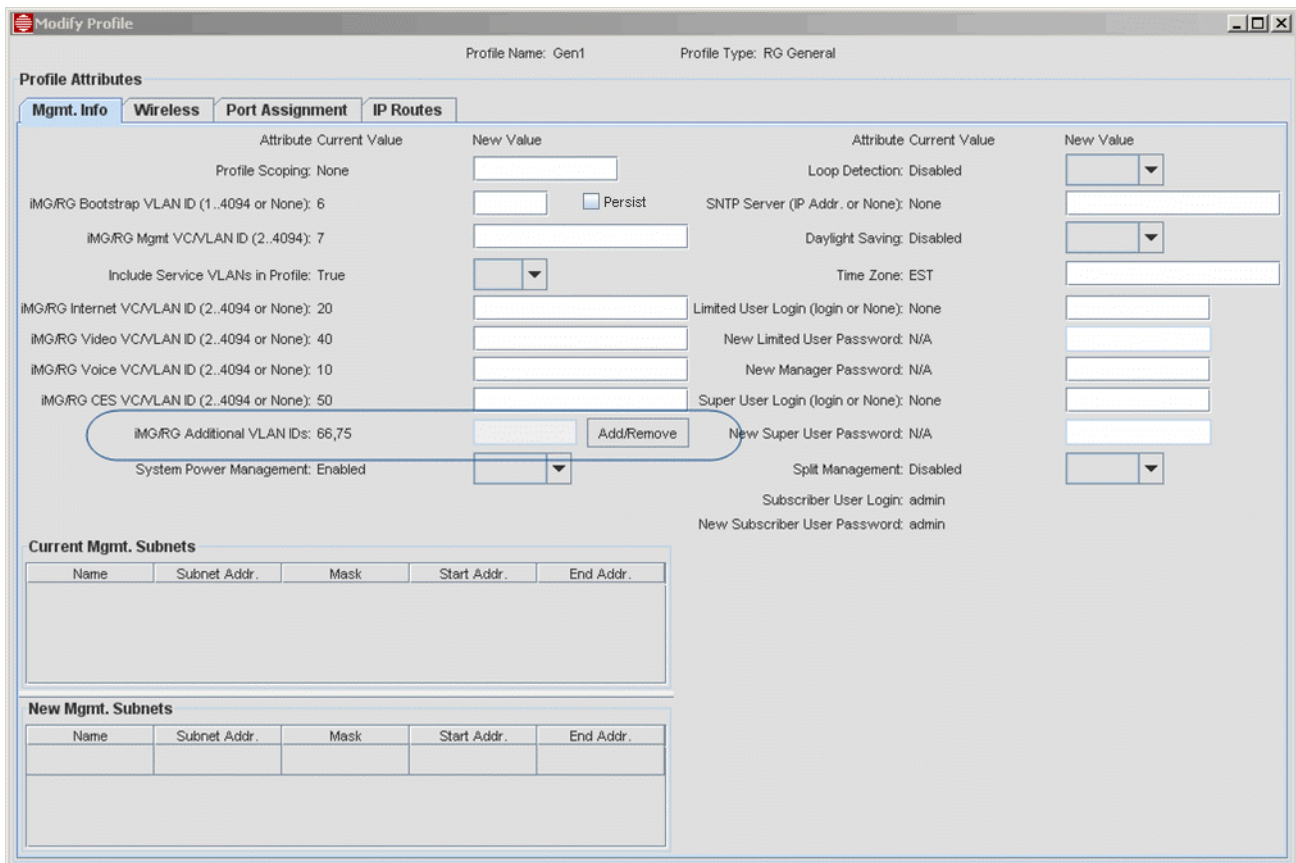 Modify Profile
Profile Name: Gen1 Profile Type: RG General
Profile Attributes
Mgmt. Info Wireless Port Assignment IP Routes
Attribute Current Value New Value Attribute Current Value New Value
Profile Scoping: None Loop Detection: Disabled
iMG/RG Bootstrap VLAN ID (1..4094 or None): 6 Persist SNTP Server (IP Addr. or None): None
iMG/RG Mgmt VC/VLAN ID (2..4094): 7 Daylight Saving: Disabled
Include Service VLANs in Profile: True Time Zone: EST
iMG/RG Internet VC/VLAN ID (2..4094 or None): 20 Limited User Login (login or None): None
iMG/RG Video VC/VLAN ID (2..4094 or None): 40 New Limited User Password: N/A
iMG/RG Voice VC/VLAN ID (2..4094 or None): 10 New Manager Password: N/A
iMG/RG CES VC/VLAN ID (2..4094 or None): 50 Super User Login (login or None): None
iMG/RG Additional VLAN IDs: 66,75 Add/Remove New Super User Password: N/A
System Power Management: Enabled Split Management: Disabled
Subscriber User Login: admin
New Subscriber User Password: admin
Current Mgmt. Subnets
Name Subnet Addr. Mask Start Addr. End Addr.
New Mgmt. Subnets
Name Subnet Addr. Mask Start Addr. End Addr.